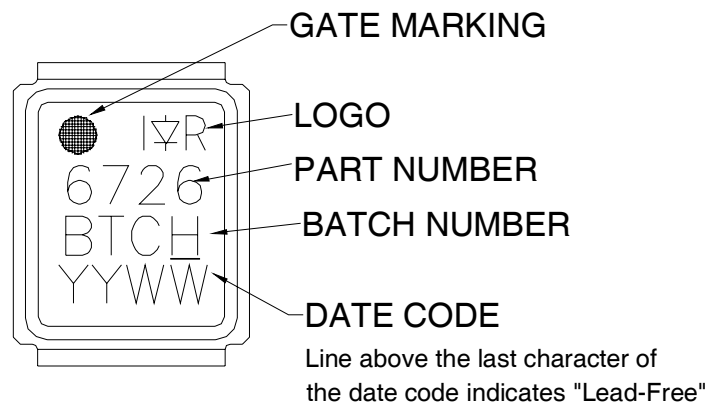 GATE MARKING
I R
LOGO
6726
PART NUMBER
BTCH
BATCH NUMBER
YYWW
DATE CODE
Line above the last character of
the date code indicates "Lead-Free"